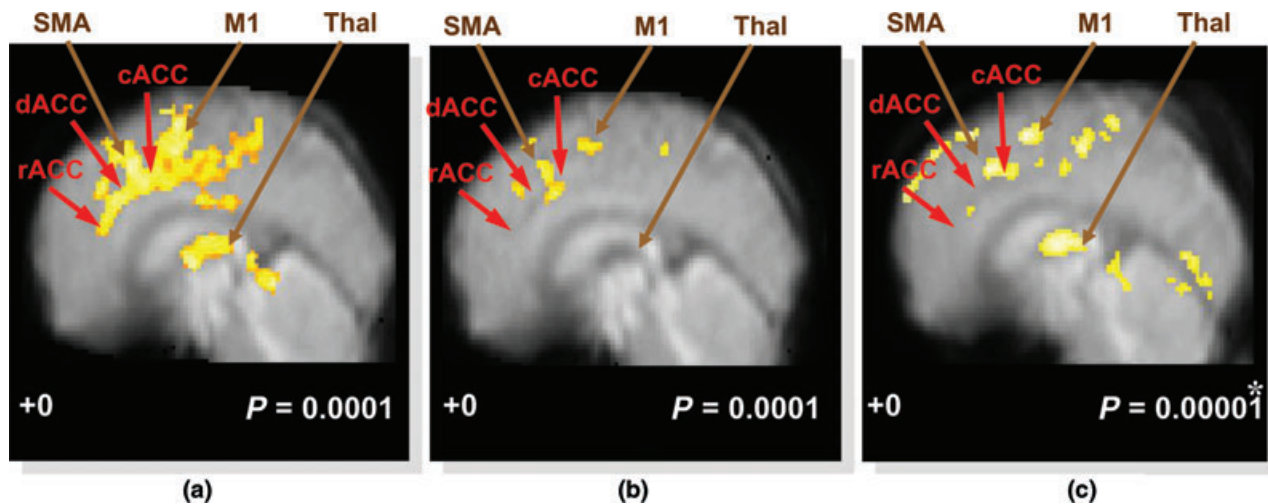 SMA M1 Thal
cACC
dACC
rACC
+0 P = 0.0001
(a)
SMA M1 Thal
cACC
dACC
rACC
+0 P = 0.0001
(b)
SMA M1 Thal
cACC
dACC
rACC
+0 P = 0.00001*
(c)